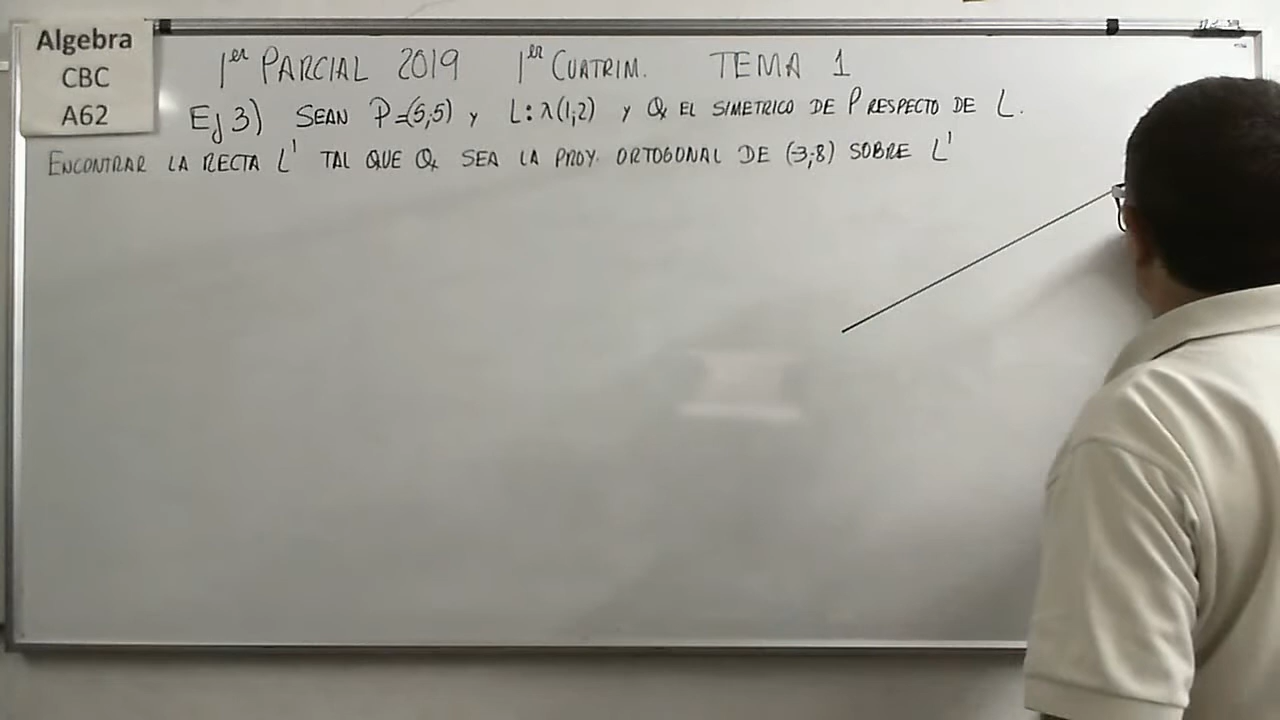 Algebra
CBC
A62
1er PARCIAL 2019 1er CUATRIM. TEMA 1
Ej 3) SEAN P=(5;5) y L: λ(1;2) y Q EL SIMETRICO DE P RESPECTO DE L.
ENCONTRAR LA RECTA L' TAL QUE Q SEA LA PROY. ORTOGONAL DE (3;8) SOBRE L'